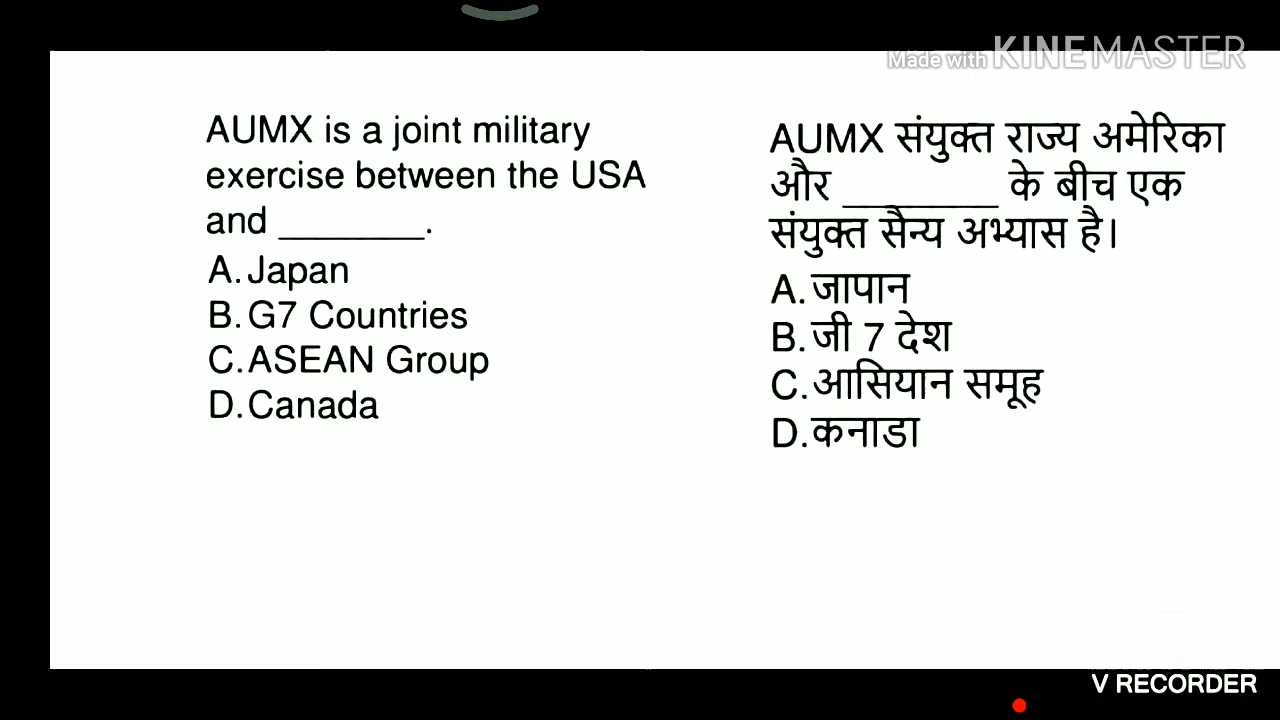 Made with KINEMASTER
AUMX is a joint military
exercise between the USA
and _______.
A. Japan
B. G7 Countries
C. ASEAN Group
D. Canada
AUMX संयुक्त राज्य अमेरिका
और _______ के बीच एक
संयुक्त सैन्य अभ्यास है।
A. जापान
B. जी 7 देश
C. आसियान समूह
D. कनाडा
V RECORDER